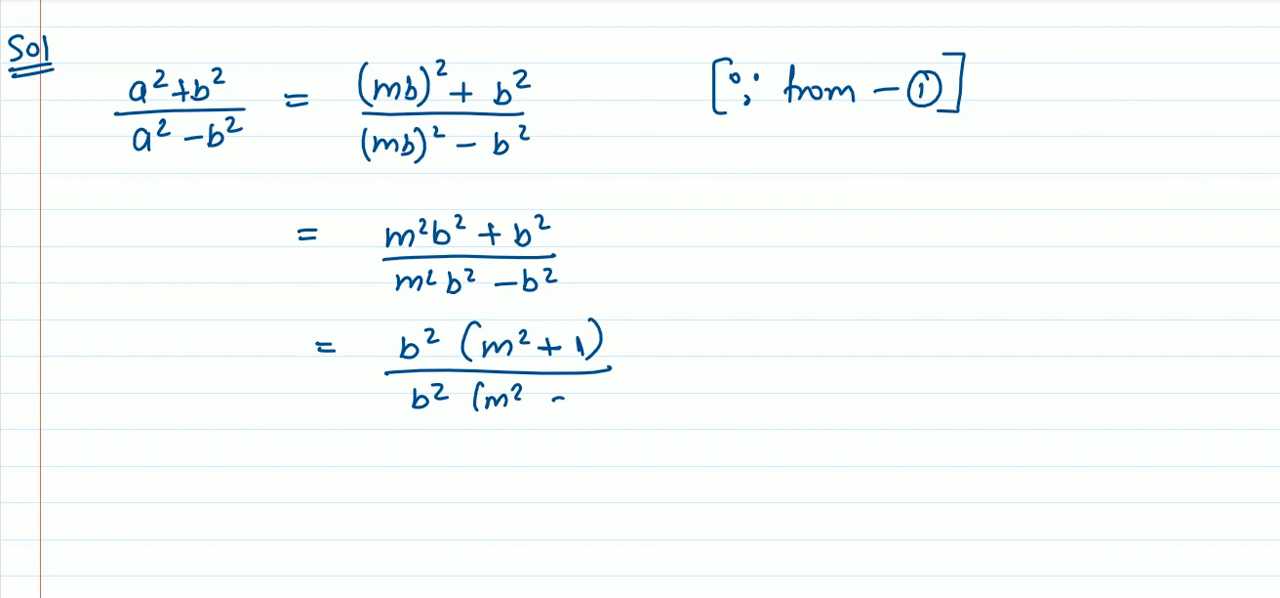 Sol
(a²+b²)/(a²-b²) = ((mb)²+b²)/((mb)²-b²) [∵ from -①]
= (m²b²+b²)/(m²b²-b²)
= (b²(m²+1))/(b²(m² -